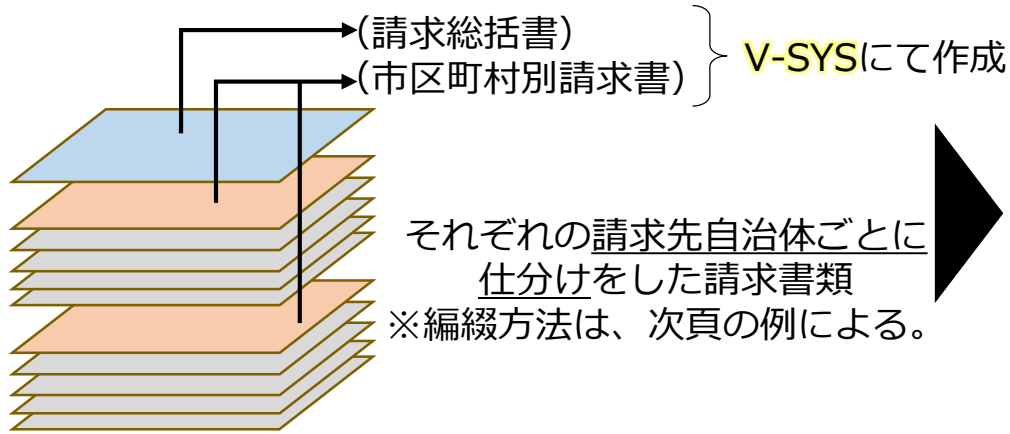 (請求総括書)
(市区町村別請求書)
V-SYSにて作成
それぞれの請求先自治体ごとに
仕分けをした請求書類
※編綴方法は、次頁の例による。